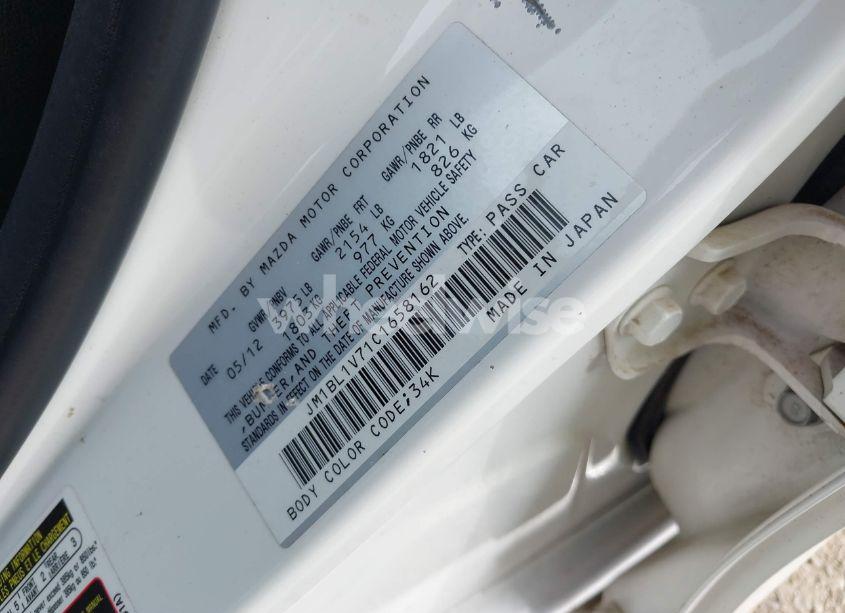 MFD. BY MAZDA MOTOR CORPORATION
DATE GVWR/PNBV GAWR/PNBE FRT GAWR/PNBE RR
05/12 3975 LB 2154 LB 1821 LB
1803 KG 977 KG 826 KG
THIS VEHICLE CONFORMS TO ALL APPLICABLE FEDERAL MOTOR VEHICLE SAFETY
,BUMPER,AND THEFT PREVENTION
STANDARDS IN EFFECT ON THE DATE OF MANUFACTURE SHOWN ABOVE.
JM1BL1V71C1658162 TYPE: PASS CAR
BODY COLOR CODE;34K MADE IN JAPAN
wheelwise